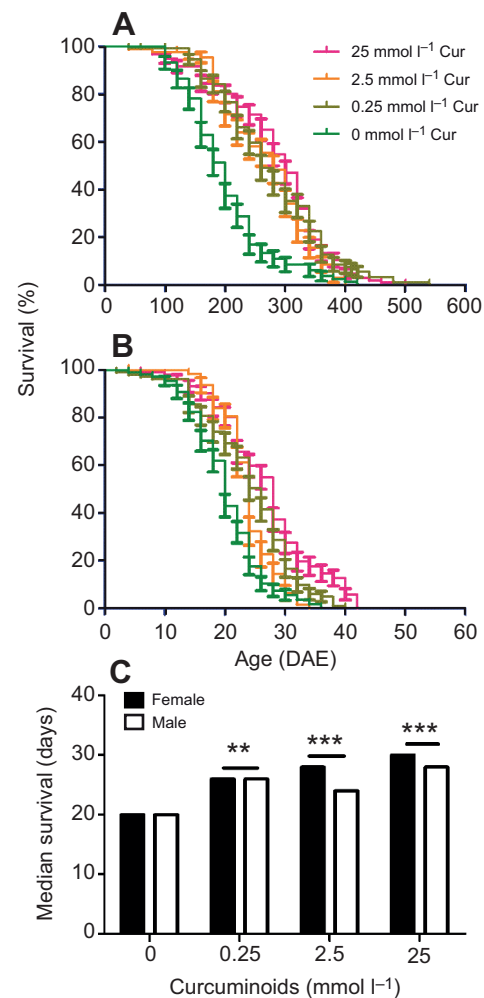 A
100
80
60
40
20
0
25 mmol l⁻¹ Cur
2.5 mmol l⁻¹ Cur
0.25 mmol l⁻¹ Cur
0 mmol l⁻¹ Cur
0 100 200 300 400 500 600
Survival (%)
B
100
80
60
40
20
0
0 10 20 30 40 50 60
Age (DAE)
C
40
30
20
10
0
Median survival (days)
Female
Male
** *** ***
0 0.25 2.5 25
Curcuminoids (mmol l⁻¹)